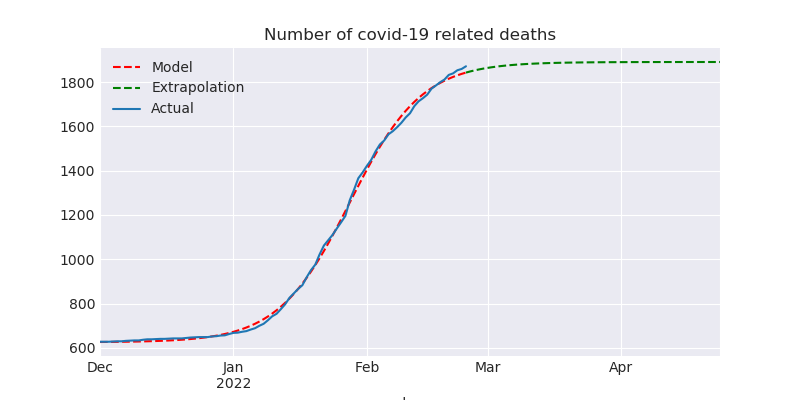 Number of covid-19 related deaths
Model
Extrapolation
Actual
1800
1600
1400
1200
1000
800
600
Dec
Jan
2022
Feb
Mar
Apr